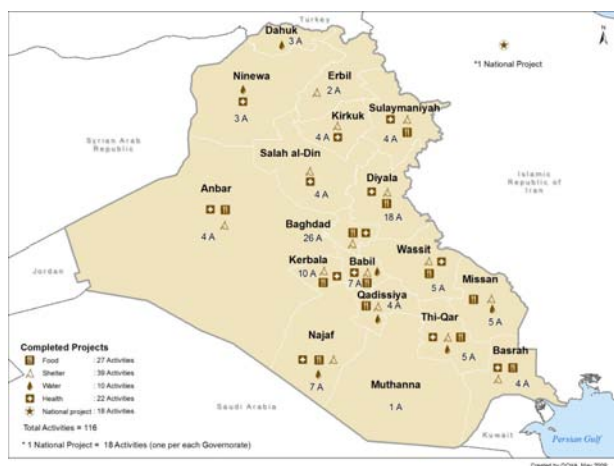 Turkey
Dahuk
3 A
N
*1 National Project
Ninewa
3 A
Erbil
2 A
Kirkuk
4 A
Sulaymaniyah
4 A
Syrian Arab
Republic
Salah al-Din
4 A
Islamic
Republic of
Iran
Diyala
18 A
Anbar
4 A
Baghdad
26 A
Wassit
5 A
Jordan
Kerbala
10 A
Babil
7 A
Missan
5 A
Qadissiya
4 A
Thi-Qar
5 A
Basrah
4 A
Najaf
7 A
Muthanna
1 A
Completed Projects
Food : 27 Activities
Shelter : 39 Activities
Water : 10 Activities
Health : 22 Activities
National project : 18 Activities
Total Activities = 116
* 1 National Project = 18 Activities (one per each Governorate)
Saudi Arabia
Kuwait
Persian Gulf
Created by